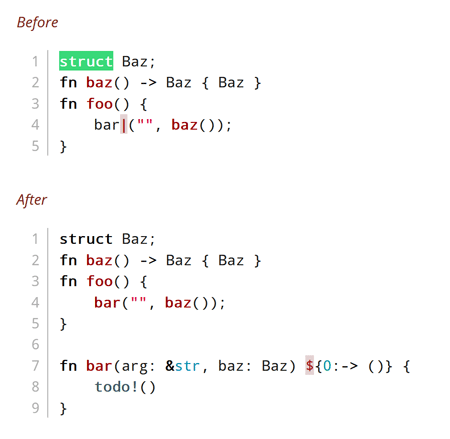 Before
1 struct Baz;
2 fn baz() -> Baz { Baz }
3 fn foo() {
4     bar|("", baz());
5 }
After
1 struct Baz;
2 fn baz() -> Baz { Baz }
3 fn foo() {
4     bar("", baz());
5 }
6
7 fn bar(arg: &str, baz: Baz) ${0:-> ()} {
8     todo!()
9 }